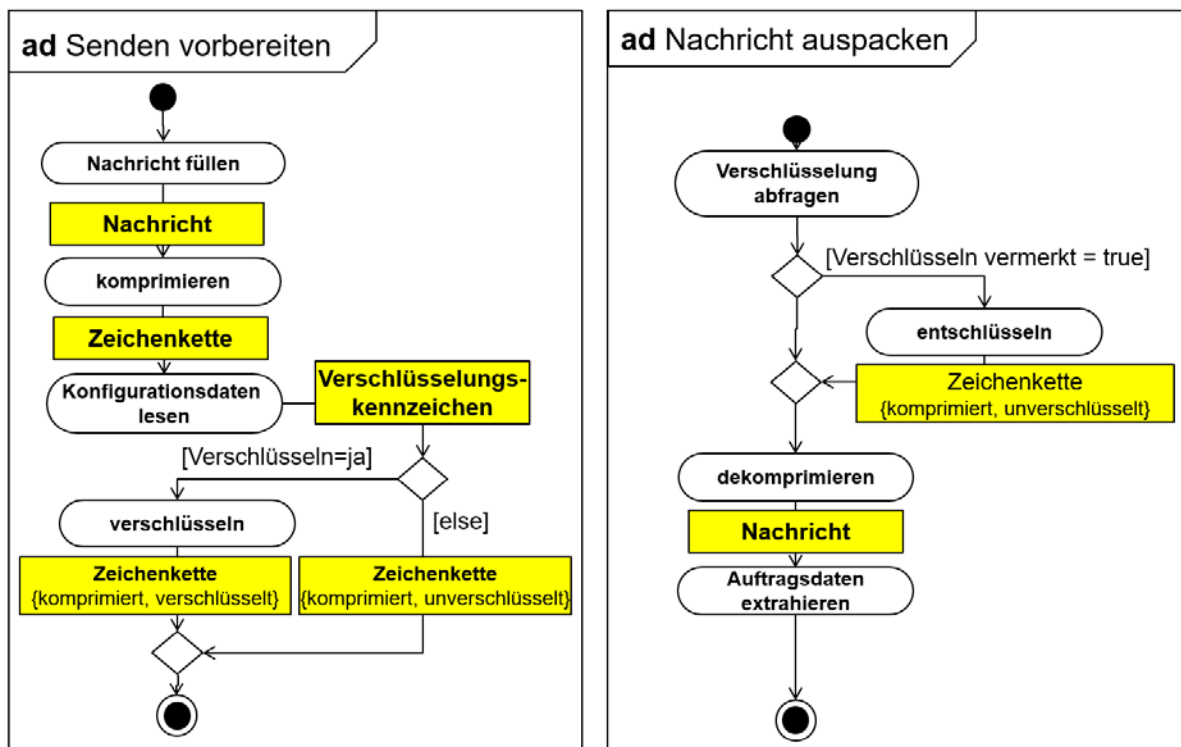 ad Senden vorbereiten
Nachricht füllen
Nachricht
komprimieren
Zeichenkette
Konfigurationsdaten
lesen
Verschlüsselungs-
kennzeichen
[Verschlüsseln=ja]
verschlüsseln
[else]
Zeichenkette
{komprimiert, verschlüsselt}
Zeichenkette
{komprimiert, unverschlüsselt}
ad Nachricht auspacken
Verschlüsselung
abfragen
[Verschlüsseln vermerkt = true]
entschlüsseln
Zeichenkette
{komprimiert, unverschlüsselt}
dekomprimieren
Nachricht
Auftragsdaten
extrahieren